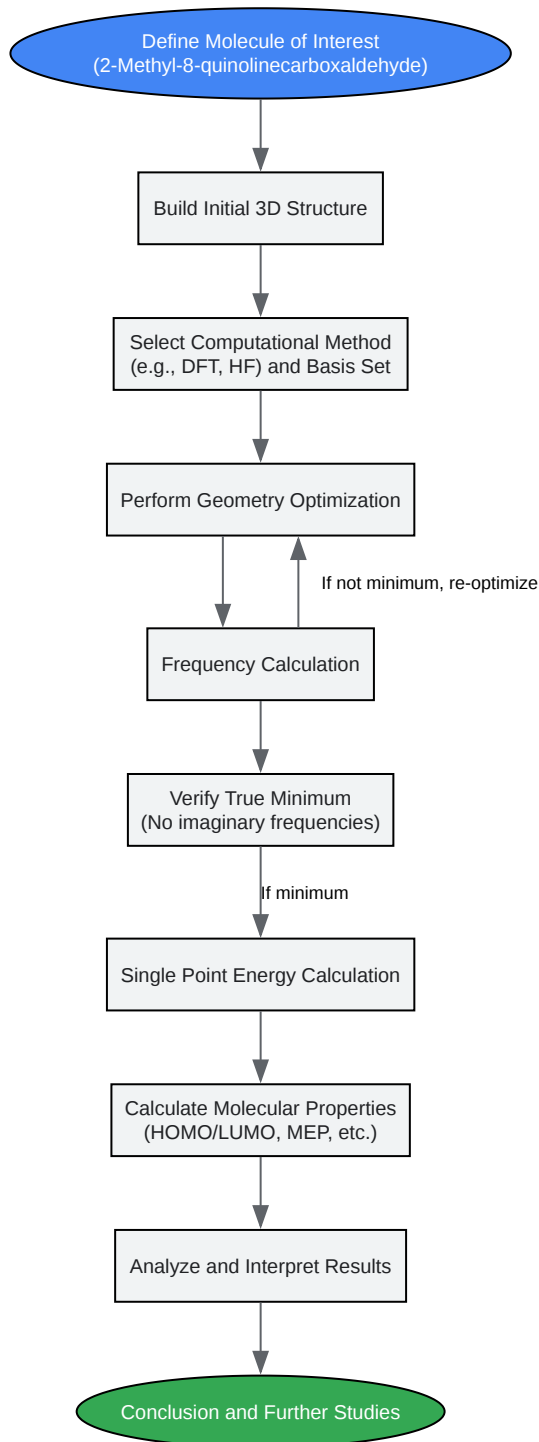 Define Molecule of Interest
(2-Methyl-8-quinolinecarboxaldehyde)
Build Initial 3D Structure
Select Computational Method
(e.g., DFT, HF) and Basis Set
Perform Geometry Optimization
If not minimum, re-optimize
Frequency Calculation
Verify True Minimum
(No imaginary frequencies)
If minimum
Single Point Energy Calculation
Calculate Molecular Properties
(HOMO/LUMO, MEP, etc.)
Analyze and Interpret Results
Conclusion and Further Studies